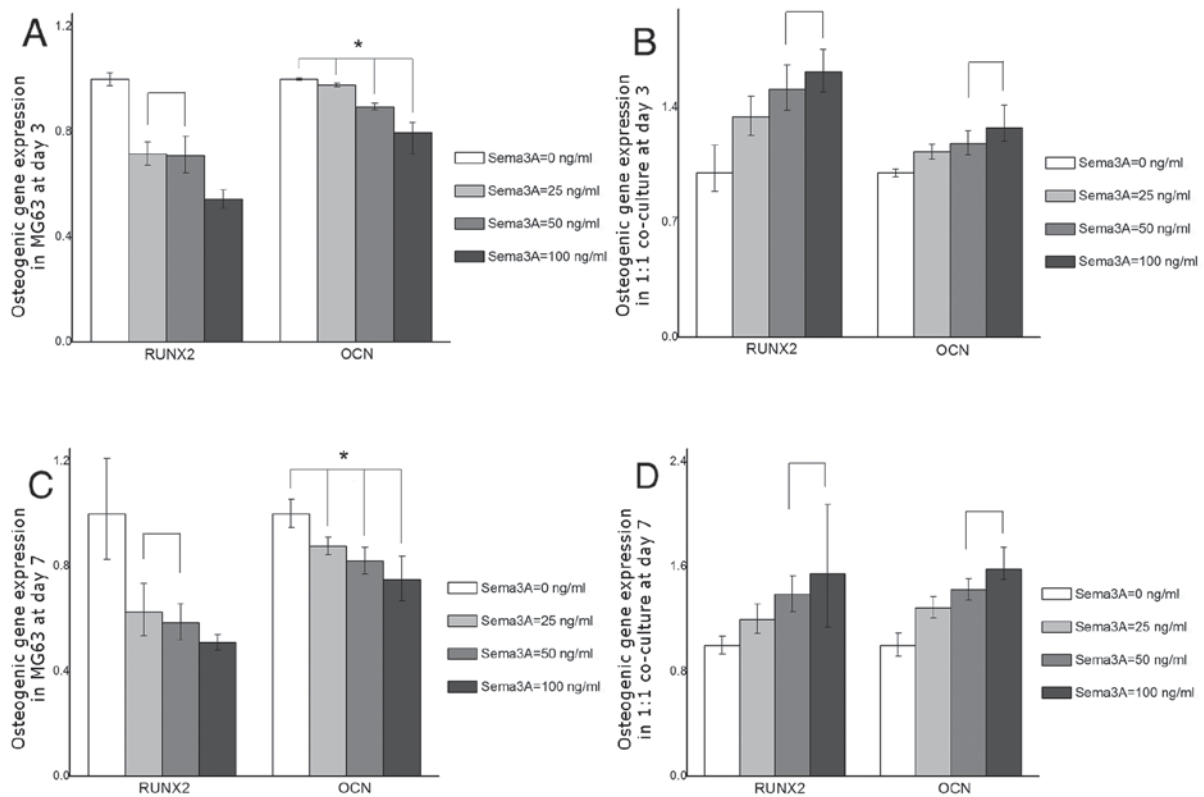 A
Osteogenic gene expression
in MG63 at day 3
1.2
0.8
0.4
0.0
*
RUNX2
OCN
Sema3A=0 ng/ml
Sema3A=25 ng/ml
Sema3A=50 ng/ml
Sema3A=100 ng/ml
B
Osteogenic gene expression
in 1:1 co-culture at day 3
1.4
0.7
0.0
RUNX2
OCN
Sema3A=0 ng/ml
Sema3A=25 ng/ml
Sema3A=50 ng/ml
Sema3A=100 ng/ml
C
Osteogenic gene expression
in MG63 at day 7
1.2
0.8
0.4
0.0
*
RUNX2
OCN
Sema3A=0 ng/ml
Sema3A=25 ng/ml
Sema3A=50 ng/ml
Sema3A=100 ng/ml
D
Osteogenic gene expression
in 1:1 co-culture at day 7
2.4
1.6
0.8
0.0
RUNX2
OCN
Sema3A=0 ng/ml
Sema3A=25 ng/ml
Sema3A=50 ng/ml
Sema3A=100 ng/ml